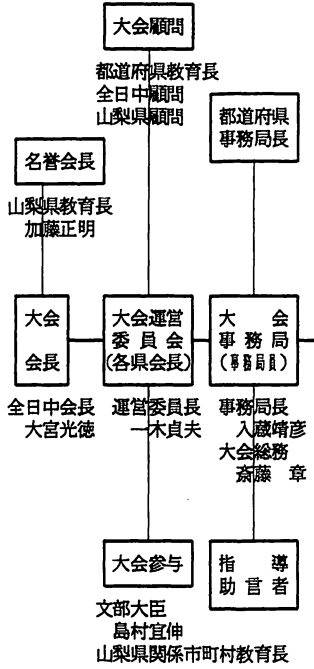 大会顧問
都道府県教育長
全日中顧問
山梨県顧問
都道府県
事務局長
名誉会長
山梨県教育長
加藤正明
大会
会長
全日中会長
大宮光徳
大会運営
委員会
(各県会長)
運営委員長
一木貞夫
大会
事務局
(事務局員)
事務局長
入蔵靖彦
大会総務
斎藤 章
大会参与
文部大臣
島村宜伸
山梨県関係市町村教育長
指導
助言者